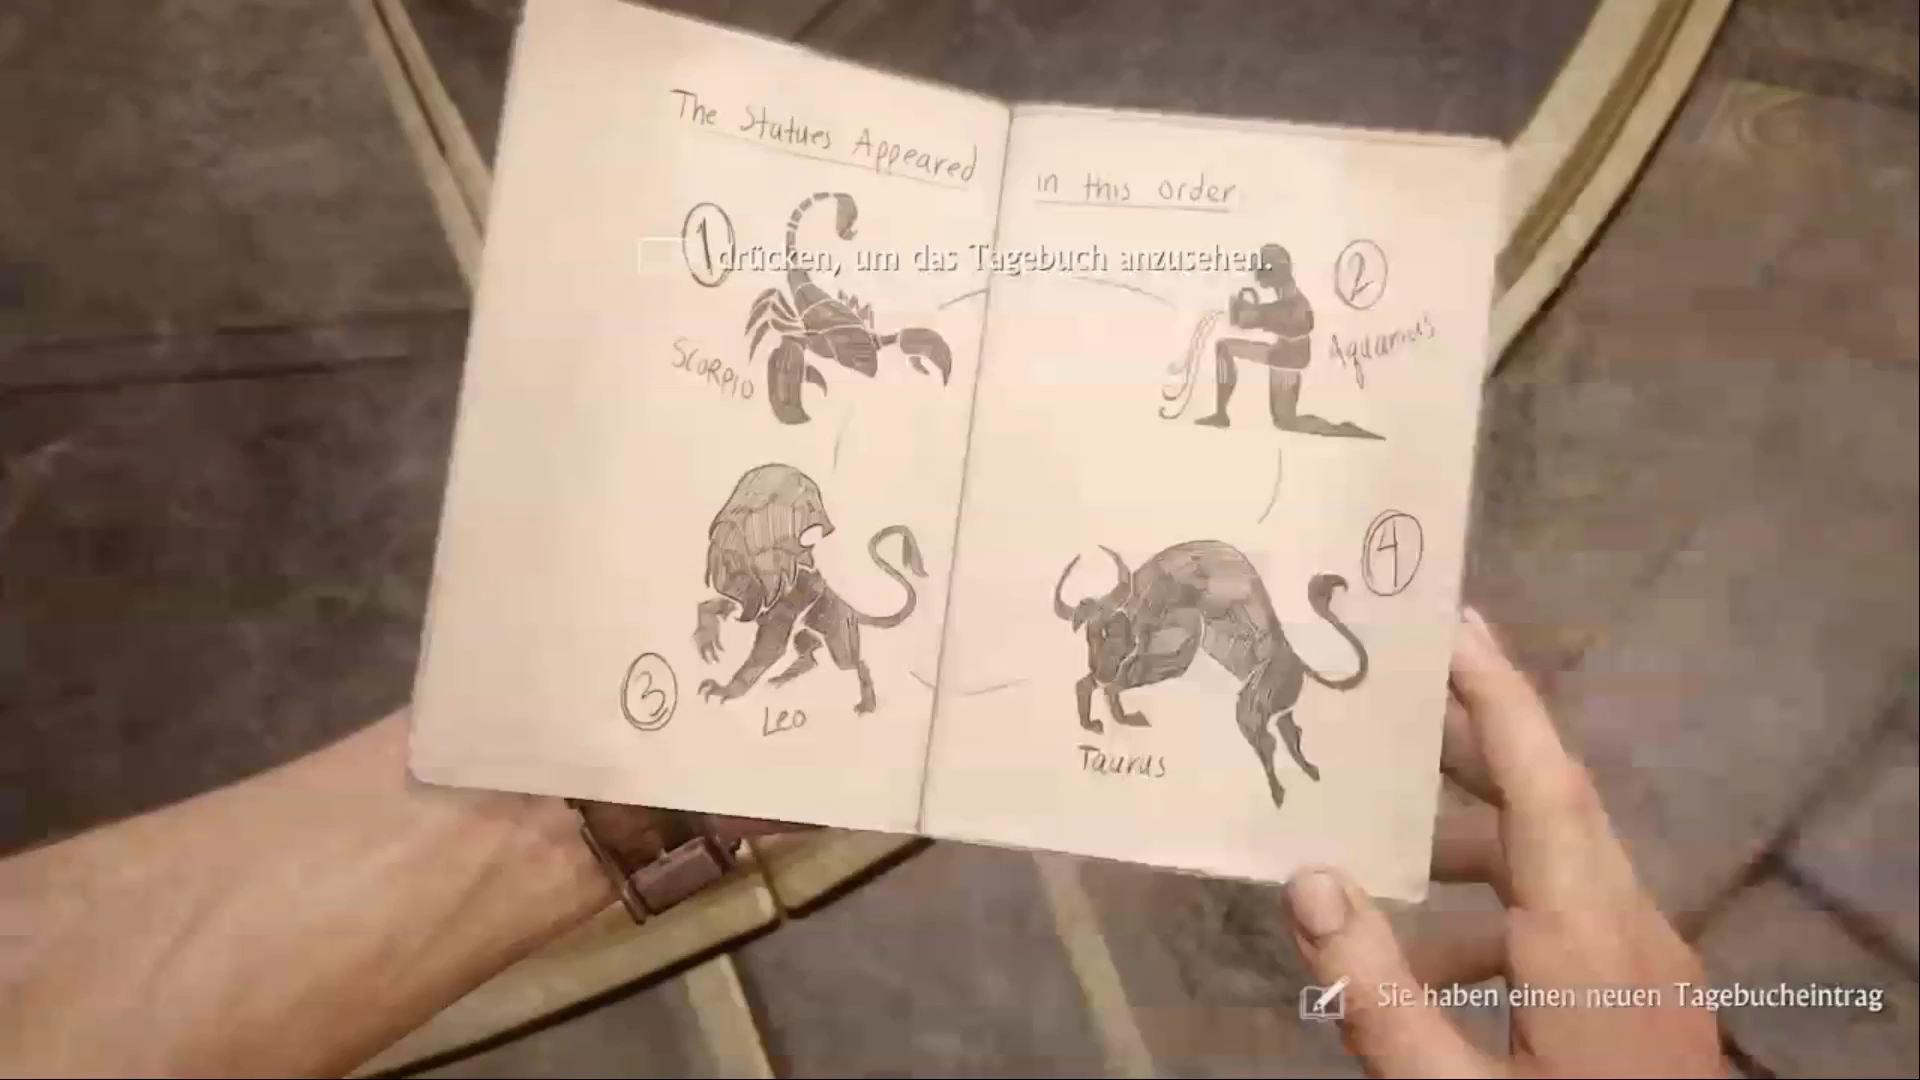 The Statues Appeared
in this order
1
drücken, um das Tagebuch anzusehen.
2
Scorpio
Aquarius
3
Leo
4
Taurus
Sie haben einen neuen Tagebucheintrag